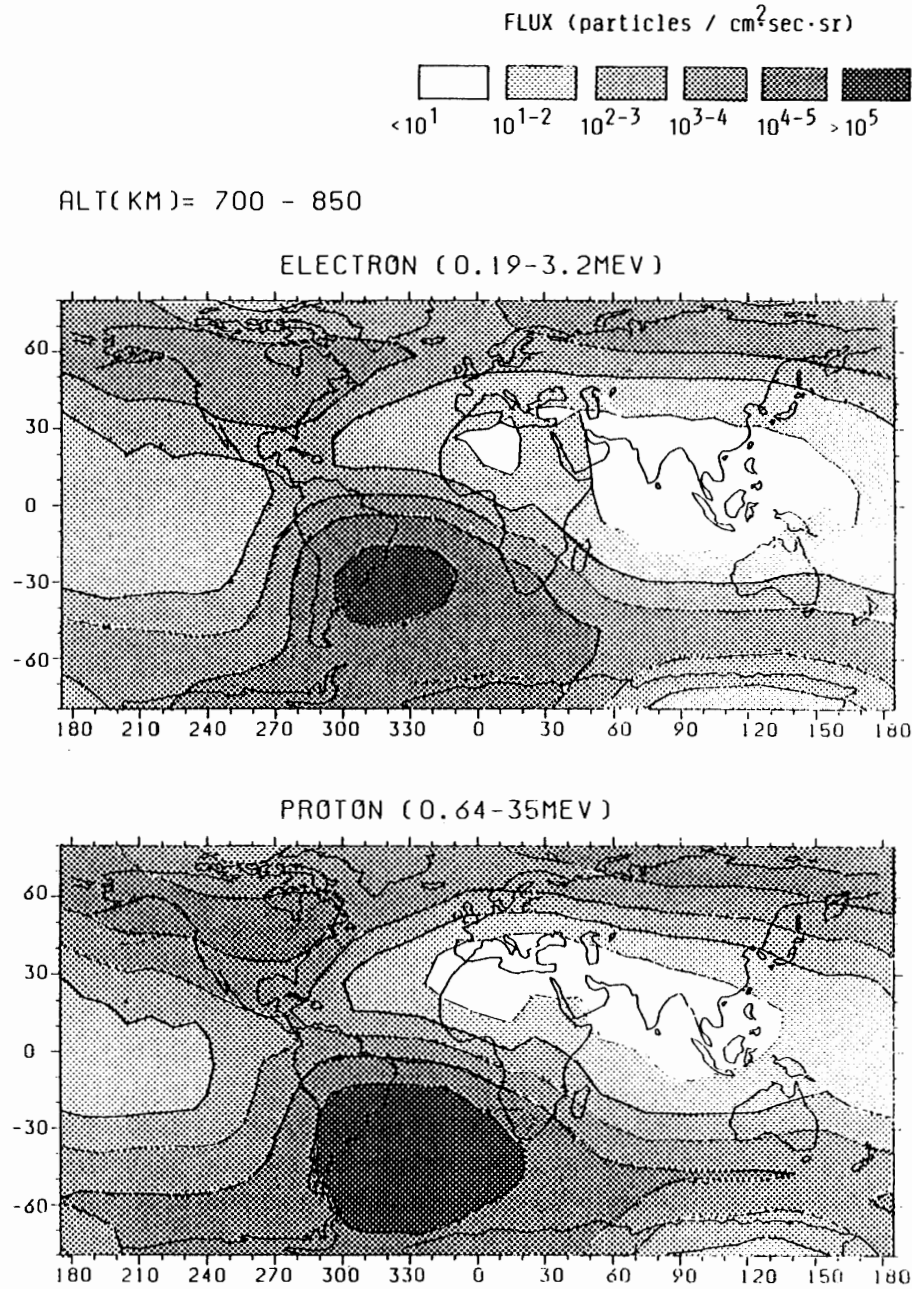 FLUX (particles / cm²sec·sr)
<10¹ 10¹⁻² 10²⁻³ 10³⁻⁴ 10⁴⁻⁵ >10⁵
ALT(KM)= 700 - 850
ELECTRON (0.19-3.2MEV)
60
30
0
-30
-60
180 210 240 270 300 330 0 30 60 90 120 150 180
PROTON (0.64-35MEV)
60
30
0
-30
-60
180 210 240 270 300 330 0 30 60 90 120 150 180